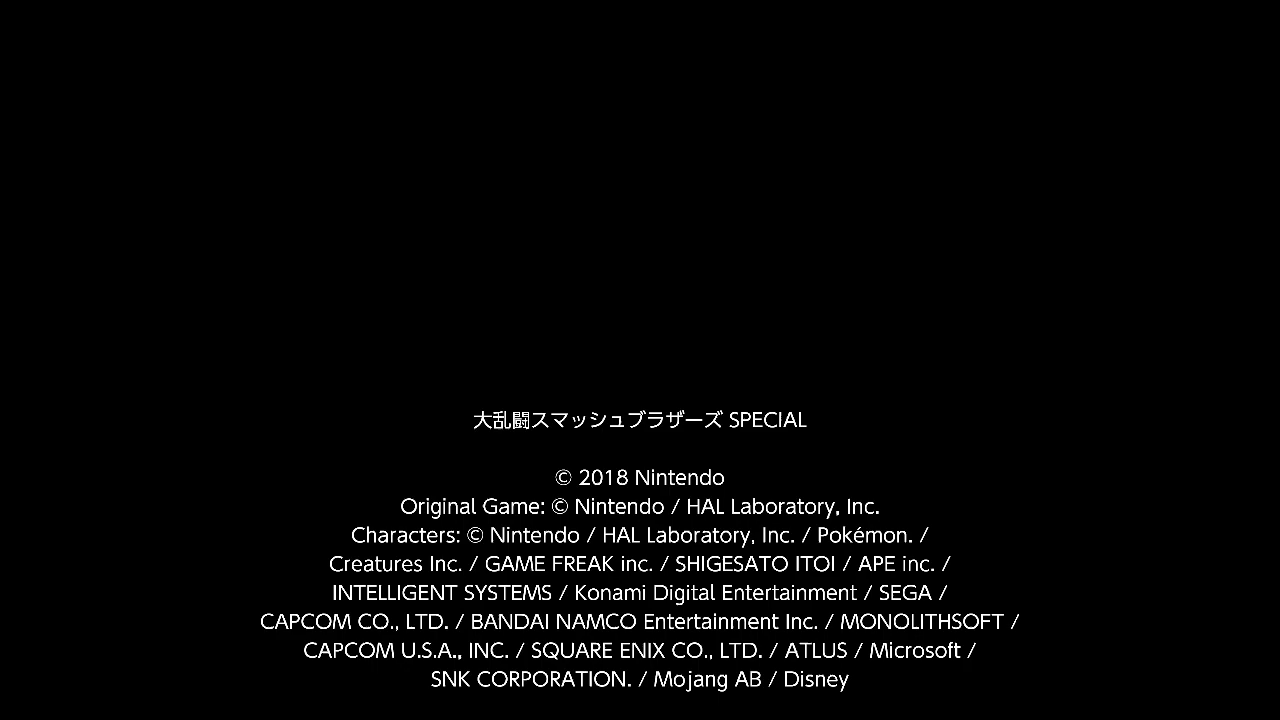 大乱闘スマッシュブラザーズ SPECIAL
© 2018 Nintendo
Original Game: © Nintendo / HAL Laboratory, Inc.
Characters: © Nintendo / HAL Laboratory, Inc. / Pokémon. /
Creatures Inc. / GAME FREAK inc. / SHIGESATO ITOI / APE inc. /
INTELLIGENT SYSTEMS / Konami Digital Entertainment / SEGA /
CAPCOM CO., LTD. / BANDAI NAMCO Entertainment Inc. / MONOLITHSOFT /
CAPCOM U.S.A., INC. / SQUARE ENIX CO., LTD. / ATLUS / Microsoft /
SNK CORPORATION. / Mojang AB / Disney